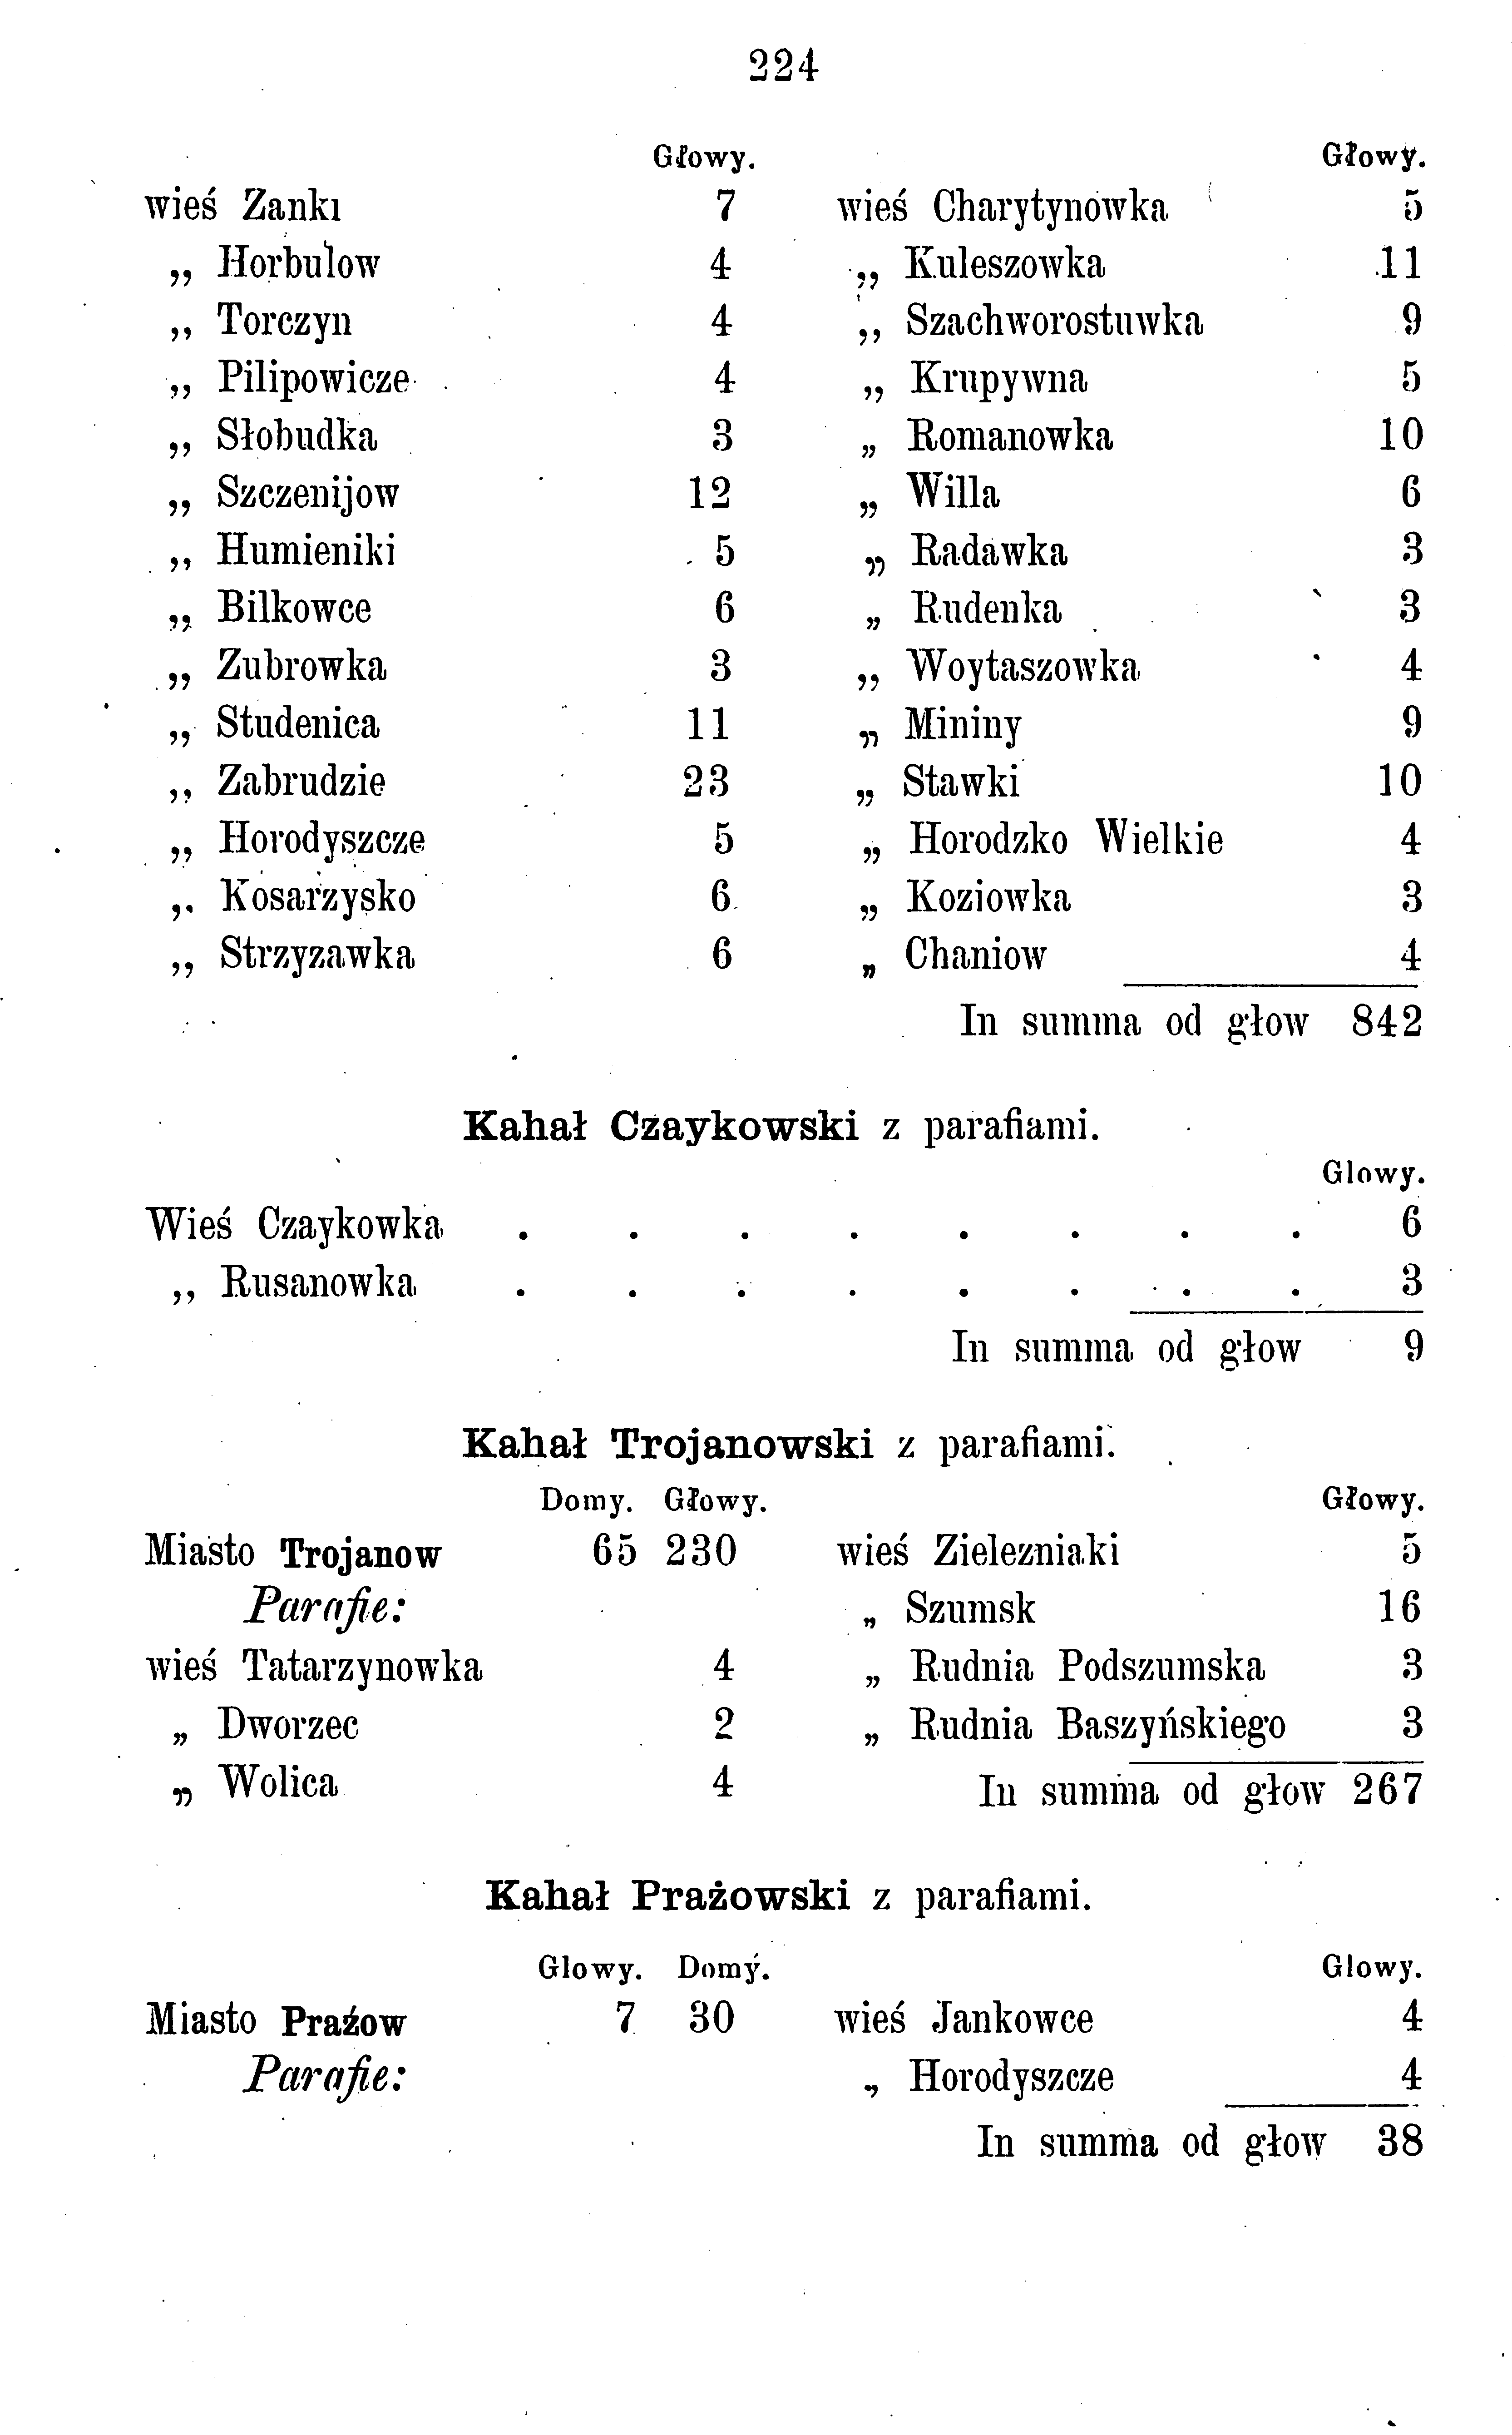 224
Głowy.
wieś Zanki 7
„ Horbulow 4
„ Torczyn 4
„ Pilipowicze 4
„ Słobudka 3
„ Szczenijow 12
„ Humieniki 5
„ Bilkowce 6
„ Zubrowka 3
„ Studenica 11
„ Zabrudzie 23
„ Horodyszcze 5
„ Kosarzysko 6
„ Strzyzawka 6
Głowy.
wieś Charytynowka 5
„ Kuleszowka 11
„ Szachworostuwka 9
„ Krupywna 5
„ Romanowka 10
„ Willa 6
„ Radawka 3
„ Rudenka 3
„ Woytaszowka 4
„ Mininy 9
„ Stawki 10
„ Horodzko Wielkie 4
„ Koziowka 3
„ Chaniow 4
In summa od głow 842
Kahał Czaykowski z parafiami.
Glowy.
Wieś Czaykowka . . . . . . . . 6
„ Rusanowka . . . . . . . . 3
In summa od głow 9
Kahał Trojanowski z parafiami.
Domy. Głowy.
Miasto Trojanow 65 230
Parafie:
wieś Tatarzynowka 4
„ Dworzec 2
„ Wolica 4
Głowy.
wieś Zielezniaki 5
„ Szumsk 16
„ Rudnia Podszumska 3
„ Rudnia Baszyńskiego 3
In summa od głow 267
Kahał Prażowski z parafiami.
Glowy. Domy.
Miasto Prażow 7 30
Parafie:
Glowy.
wieś Jankowce 4
„ Horodyszcze 4
In summa od głow 38